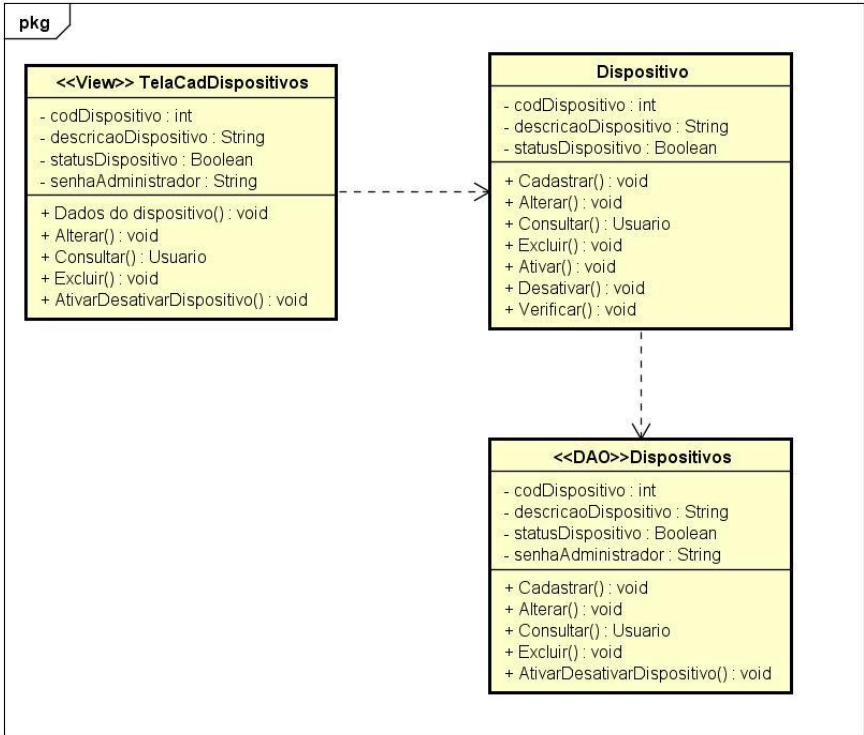 pkg
<<View>> TelaCadDispositivos
- codDispositivo : int
- descricaoDispositivo : String
- statusDispositivo : Boolean
- senhaAdministrador : String
+ Dados do dispositivo() : void
+ Alterar() : void
+ Consultar() : Usuario
+ Excluir() : void
+ AtivarDesativarDispositivo() : void
Dispositivo
- codDispositivo : int
- descricaoDispositivo : String
- statusDispositivo : Boolean
+ Cadastrar() : void
+ Alterar() : void
+ Consultar() : Usuario
+ Excluir() : void
+ Ativar() : void
+ Desativar() : void
+ Verificar() : void
<<DAO>>Dispositivos
- codDispositivo : int
- descricaoDispositivo : String
- statusDispositivo : Boolean
- senhaAdministrador : String
+ Cadastrar() : void
+ Alterar() : void
+ Consultar() : Usuario
+ Excluir() : void
+ AtivarDesativarDispositivo() : void